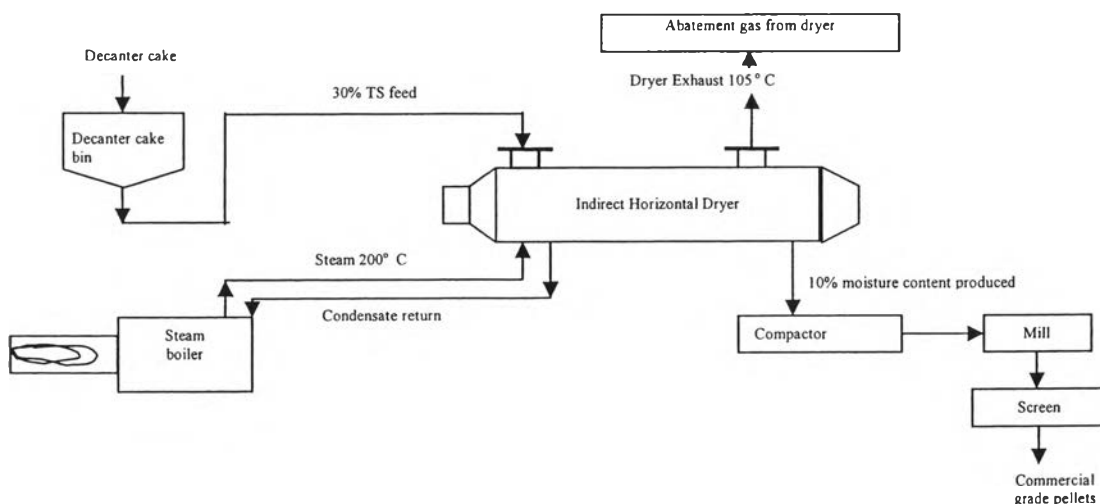 Abatement gas from dryer
Decanter cake
Dryer Exhaust 105° C
30% TS feed
Decanter cake
bin
Indirect Horizontal Dryer
Steam 200° C
10% moisture content produced
Condensate return
Steam
boiler
Compactor
Mill
Screen
Commercial
grade pellets